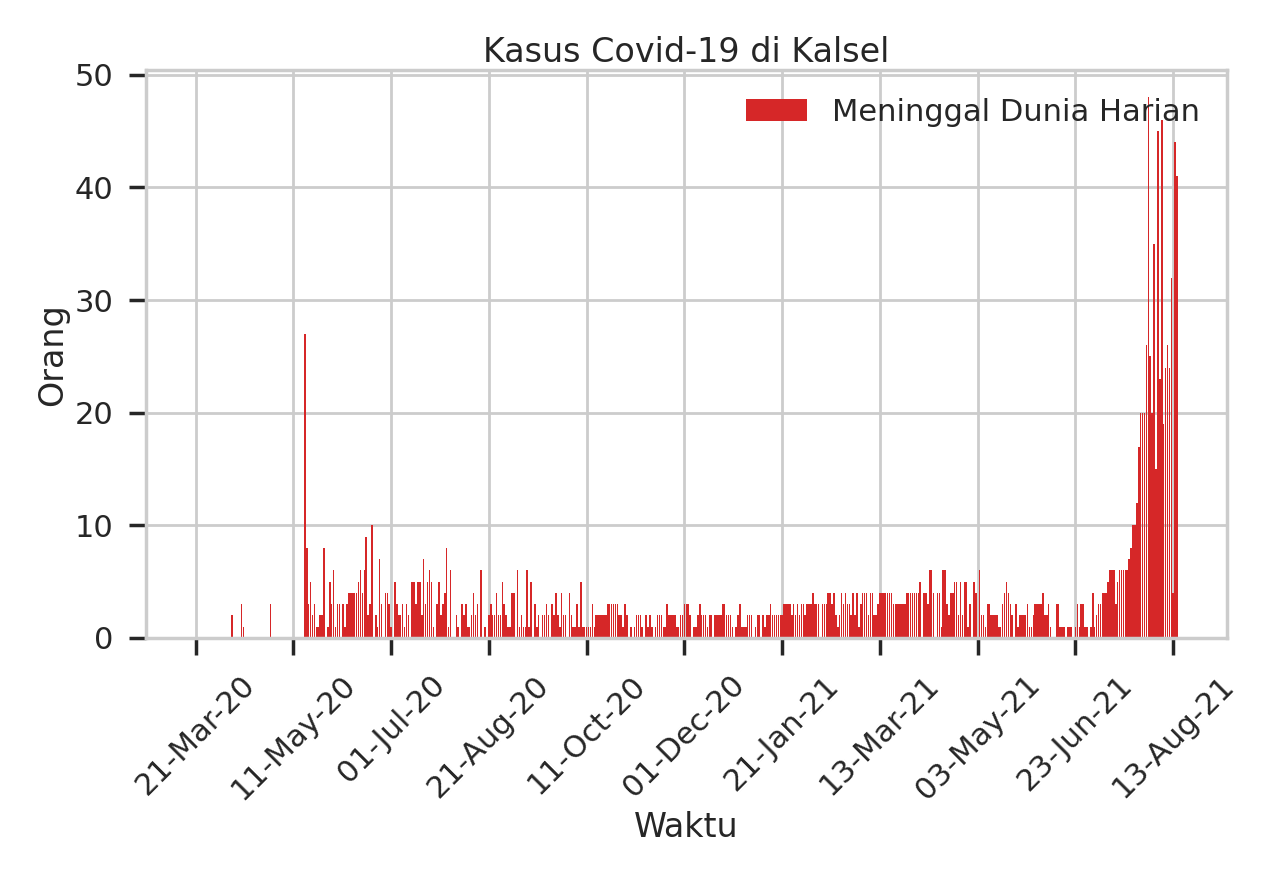 Kasus Covid-19 di Kalsel
Meninggal Dunia Harian
Orang
50
40
30
20
10
0
21-Mar-20
11-May-20
01-Jul-20
21-Aug-20
11-Oct-20
01-Dec-20
21-Jan-21
13-Mar-21
03-May-21
23-Jun-21
13-Aug-21
Waktu